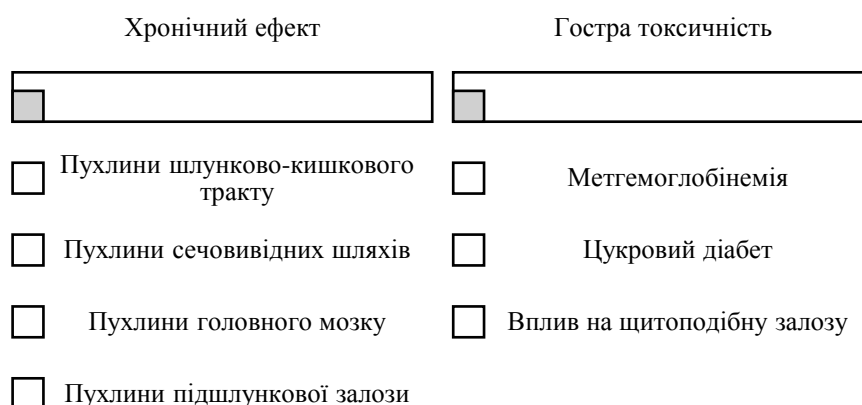 Хронічний ефект
Гостра токсичність
Пухлини шлунково-кишкового
тракту
Метгемоглобінемія
Пухлини сечовивідних шляхів
Цукровий діабет
Пухлини головного мозку
Вплив на щитоподібну залозу
Пухлини підшлункової залози